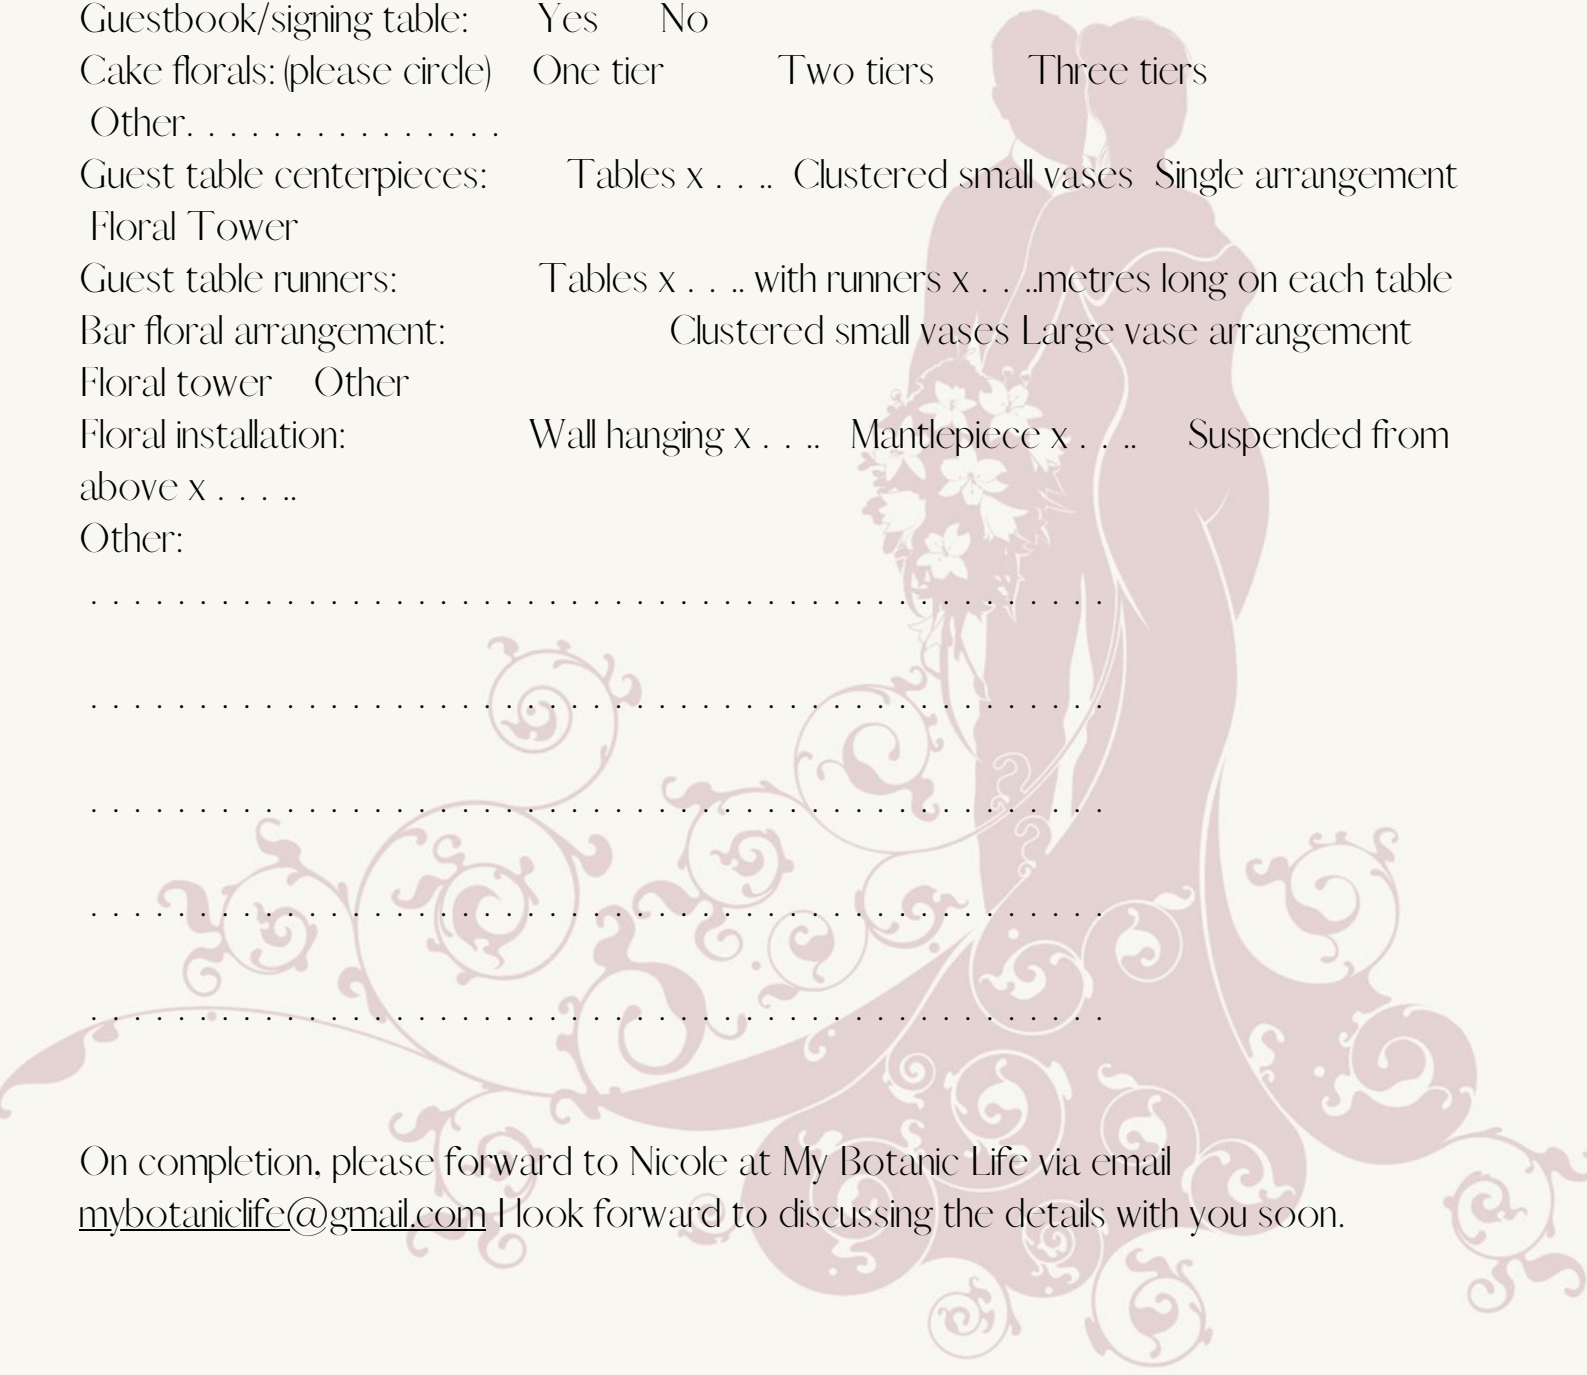 Guestbook/signing table: Yes No
Cake florals: (please circle) One tier Two tiers Three tiers
Other. . . . . . . . . . . . . . .
Guest table centerpieces: Tables x . . .. Clustered small vases Single arrangement
Floral Tower
Guest table runners: Tables x . . .. with runners x . . ..metres long on each table
Bar floral arrangement: Clustered small vases Large vase arrangement
Floral tower Other
Floral installation: Wall hanging x . . .. Mantlepiece x . . .. Suspended from
above x . . . ..
Other:
. . . . . . . . . . . . . . . . . . . . . . . . . . . . . . . . . . . . . . . . . . . . . . .
. . . . . . . . . . . . . . . . . . . . . . . . . . . . . . . . . . . . . . . . . . . . . . .
. . . . . . . . . . . . . . . . . . . . . . . . . . . . . . . . . . . . . . . . . . . . . . .
. . . . . . . . . . . . . . . . . . . . . . . . . . . . . . . . . . . . . . . . . . . . . . .
. . . . . . . . . . . . . . . . . . . . . . . . . . . . . . . . . . . . . . . . . . . . . . .
On completion, please forward to Nicole at My Botanic Life via email
mybotaniclife@gmail.com I look forward to discussing the details with you soon.